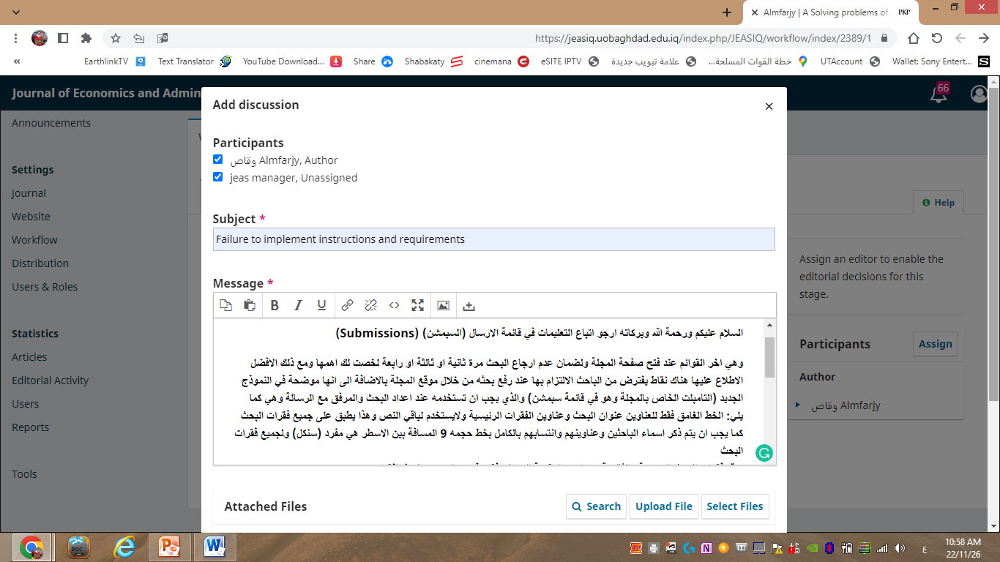 Almfarjy | A Solving problems of
PKP
https://jeasiq.uobaghdad.edu.iq/index.php/JEASIQ/workflow/index/2389/1
EarthlinkTV
Text Translator
YouTube Download...
Share
Shabakaty
cinemana
eSITE IPTV
علامة تبويب جديدة
خطة القوات المسلحة...
UTAccount
Wallet: Sony Entert...
Journal of Economics and Admin
66
Announcements
Settings
Journal
Website
Workflow
Distribution
Users & Roles
Statistics
Articles
Editorial Activity
Users
Reports
Tools
Add discussion
Participants
وقاص Almfarjy, Author
jeas manager, Unassigned
Subject *
Failure to implement instructions and requirements
Message *
السلام عليكم ورحمة الله وبركاته ارجو اتباع التعليمات في قائمة الارسال (السبمشن) (Submissions)
وهي اخر القوائم عند فتح صفحة المجلة ولضمان عدم ارجاع البحث مرة ثانية او ثالثة او رابعة لخصت لك اهمها ومع ذلك الافضل
الاطلاع عليها هناك نقاط يفترض من الباحث الالتزام بها عند رفع بحثه من خلال موقع المجلة بالاضافة الى انها موضحة في النموذج
الجديد (التامبلت الخاص بالمجلة وهو في قائمة سبمشن) والذي يجب ان تستخدمه عند اعداد البحث والمرفق مع الرسالة وهي كما
يلي: الخط الغامق فقط للعناوين عنوان البحث وعناوين الفقرات الرئيسية ولايستخدم لباقي النص وهذا يطبق على جميع فقرات البحث
كما يجب ان يتم ذكر اسماء الباحثين وعناوينهم وانتسابهم بالكامل بخط حجمه 9 المسافة بين الاسطر هي مفرد (سنكل) ولجميع فقرات
البحث
Attached Files
Search
Upload File
Select Files
Help
Assign an editor to enable the
editorial decisions for this
stage.
Participants
Assign
Author
وقاص Almfarjy
ع
10:58 AM
22/11/26